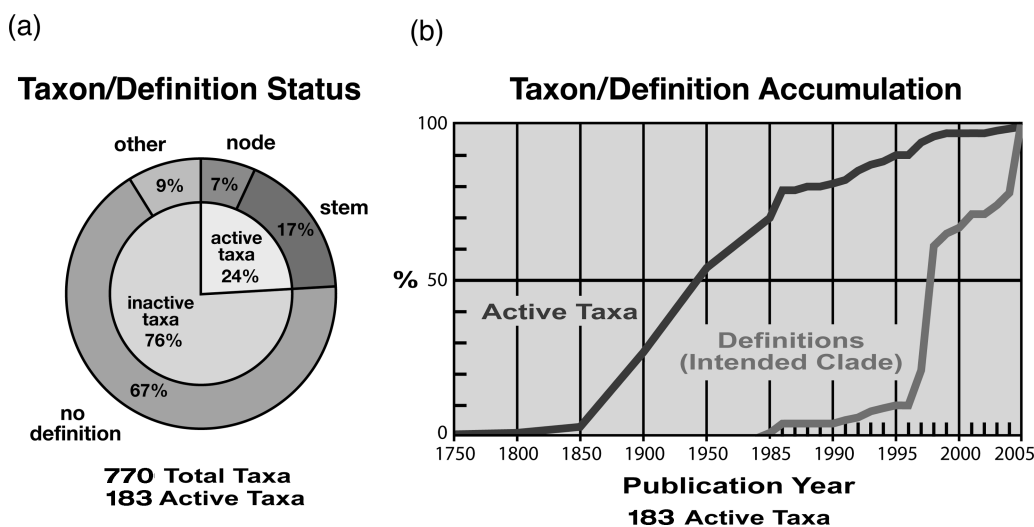 (a)
Taxon/Definition Status
other
node
9%
7%
stem
17%
active
taxa
24%
inactive
taxa
76%
67%
no
definition
770 Total Taxa
183 Active Taxa
(b)
Taxon/Definition Accumulation
100
% 50
0
Active Taxa
Definitions
(Intended Clade)
1750 1800 1850 1900 1950 1985 1990 1995 2000 2005
Publication Year
183 Active Taxa